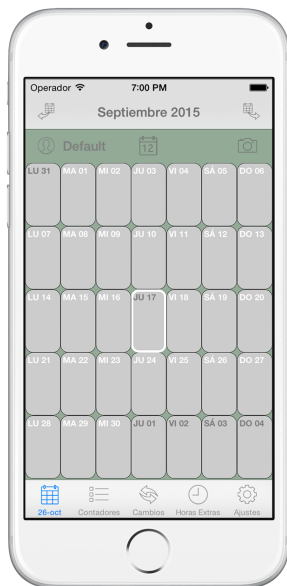 Operador 7:00 PM
Septiembre 2015
Default 12
LU 31 MA 01 MI 02 JU 03 VI 04 SÁ 05 DO 06
LU 07 MA 08 MI 09 JU 10 VI 11 SÁ 12 DO 13
LU 14 MA 15 MI 16 JU 17 VI 18 SÁ 19 DO 20
LU 21 MA 22 MI 23 JU 24 VI 25 SÁ 26 DO 27
LU 28 MA 29 MI 30 JU 01 VI 02 SÁ 03 DO 04
26-oct Contadores Cambios Horas Extras Ajustes